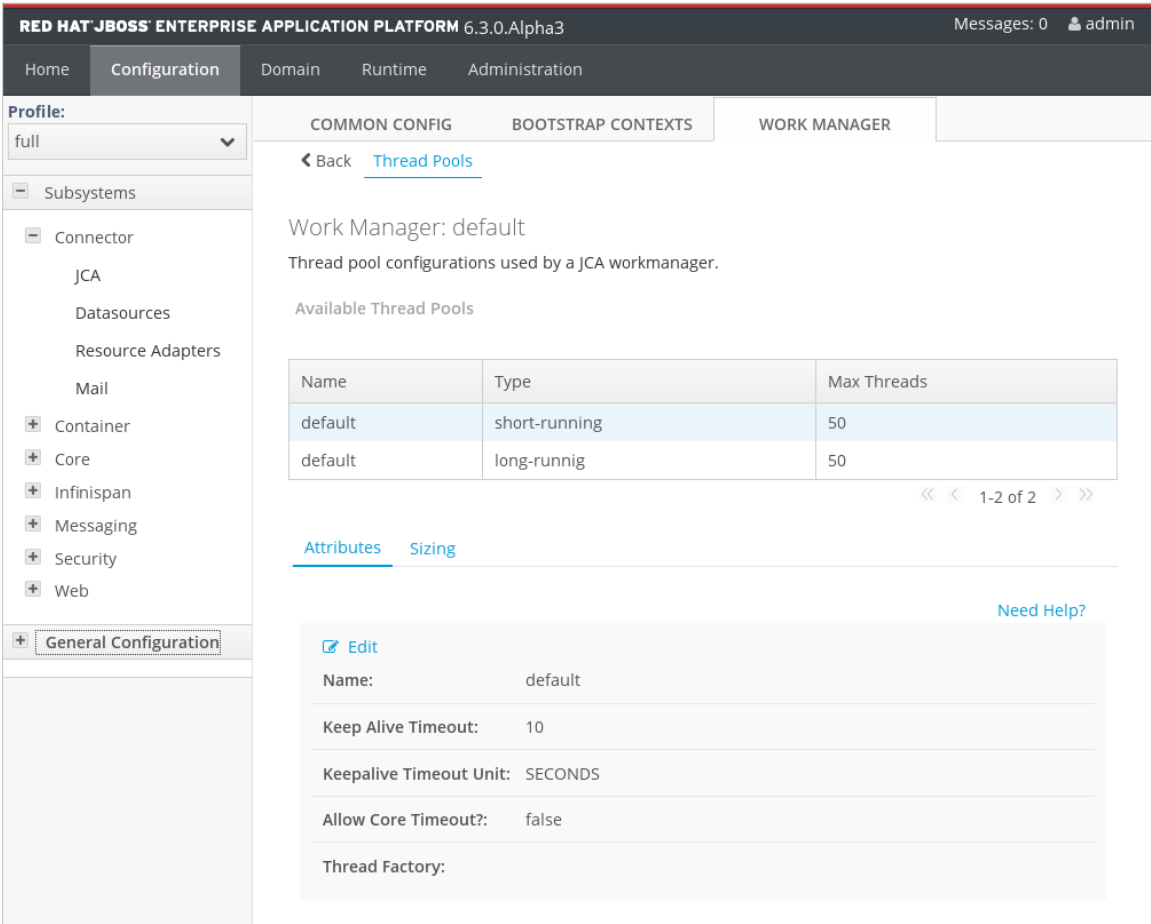 RED HAT JBOSS ENTERPRISE APPLICATION PLATFORM 6.3.0.Alpha3
Messages: 0 admin
Home Configuration Domain Runtime Administration
Profile:
full
Subsystems
Connector
JCA
Datasources
Resource Adapters
Mail
Container
Core
Infinispan
Messaging
Security
Web
General Configuration
COMMON CONFIG BOOTSTRAP CONTEXTS WORK MANAGER
Back Thread Pools
Work Manager: default
Thread pool configurations used by a JCA workmanager.
Available Thread Pools
Name Type Max Threads
default short-running 50
default long-runnig 50
1-2 of 2
Attributes Sizing
Need Help?
Edit
Name: default
Keep Alive Timeout: 10
Keepalive Timeout Unit: SECONDS
Allow Core Timeout?: false
Thread Factory: